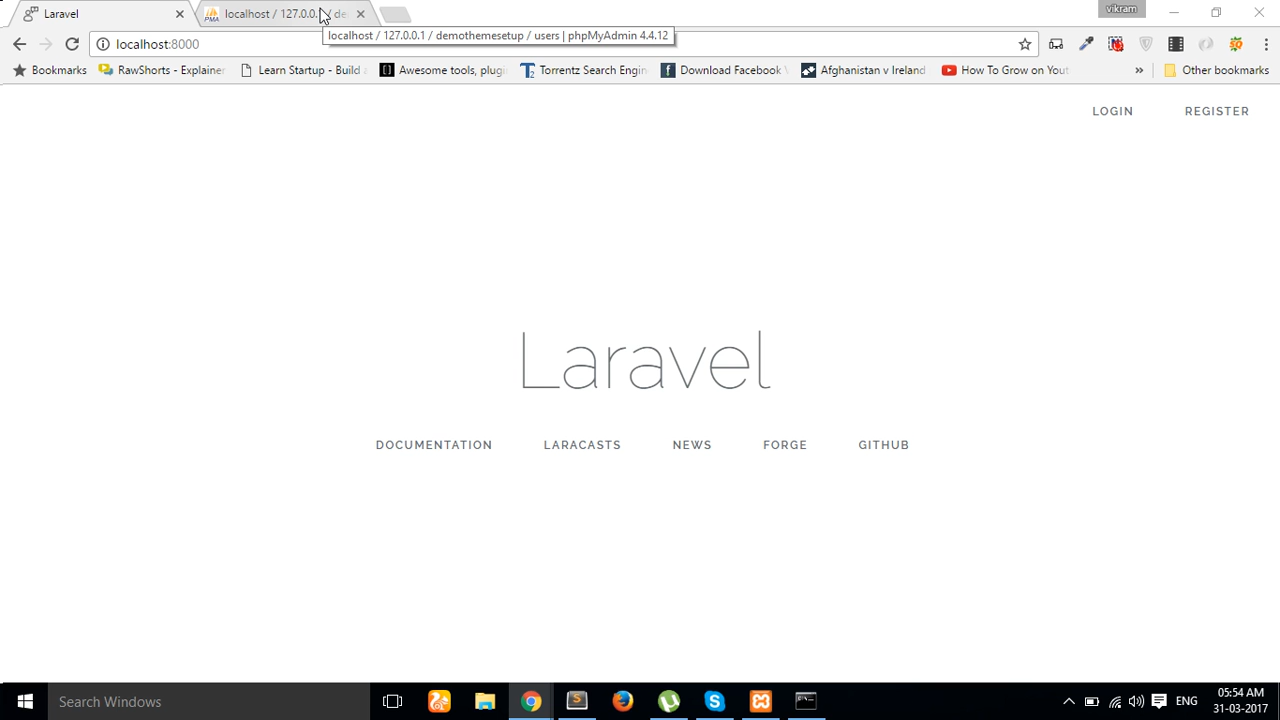 Laravel
localhost / 127.0.0.1 / de
vikram
localhost / 127.0.0.1 / demothemesetup / users | phpMyAdmin 4.4.12
localhost:8000
Bookmarks
RawShorts - Explainer
Learn Startup - Build a
Awesome tools, plugi
Torrentz Search Engin
Download Facebook V
Afghanistan v Ireland
How To Grow on Yout
»
Other bookmarks
LOGIN
REGISTER
Laravel
DOCUMENTATION
LARACASTS
NEWS
FORGE
GITHUB
Search Windows
ENG
05:54 AM
31-03-2017